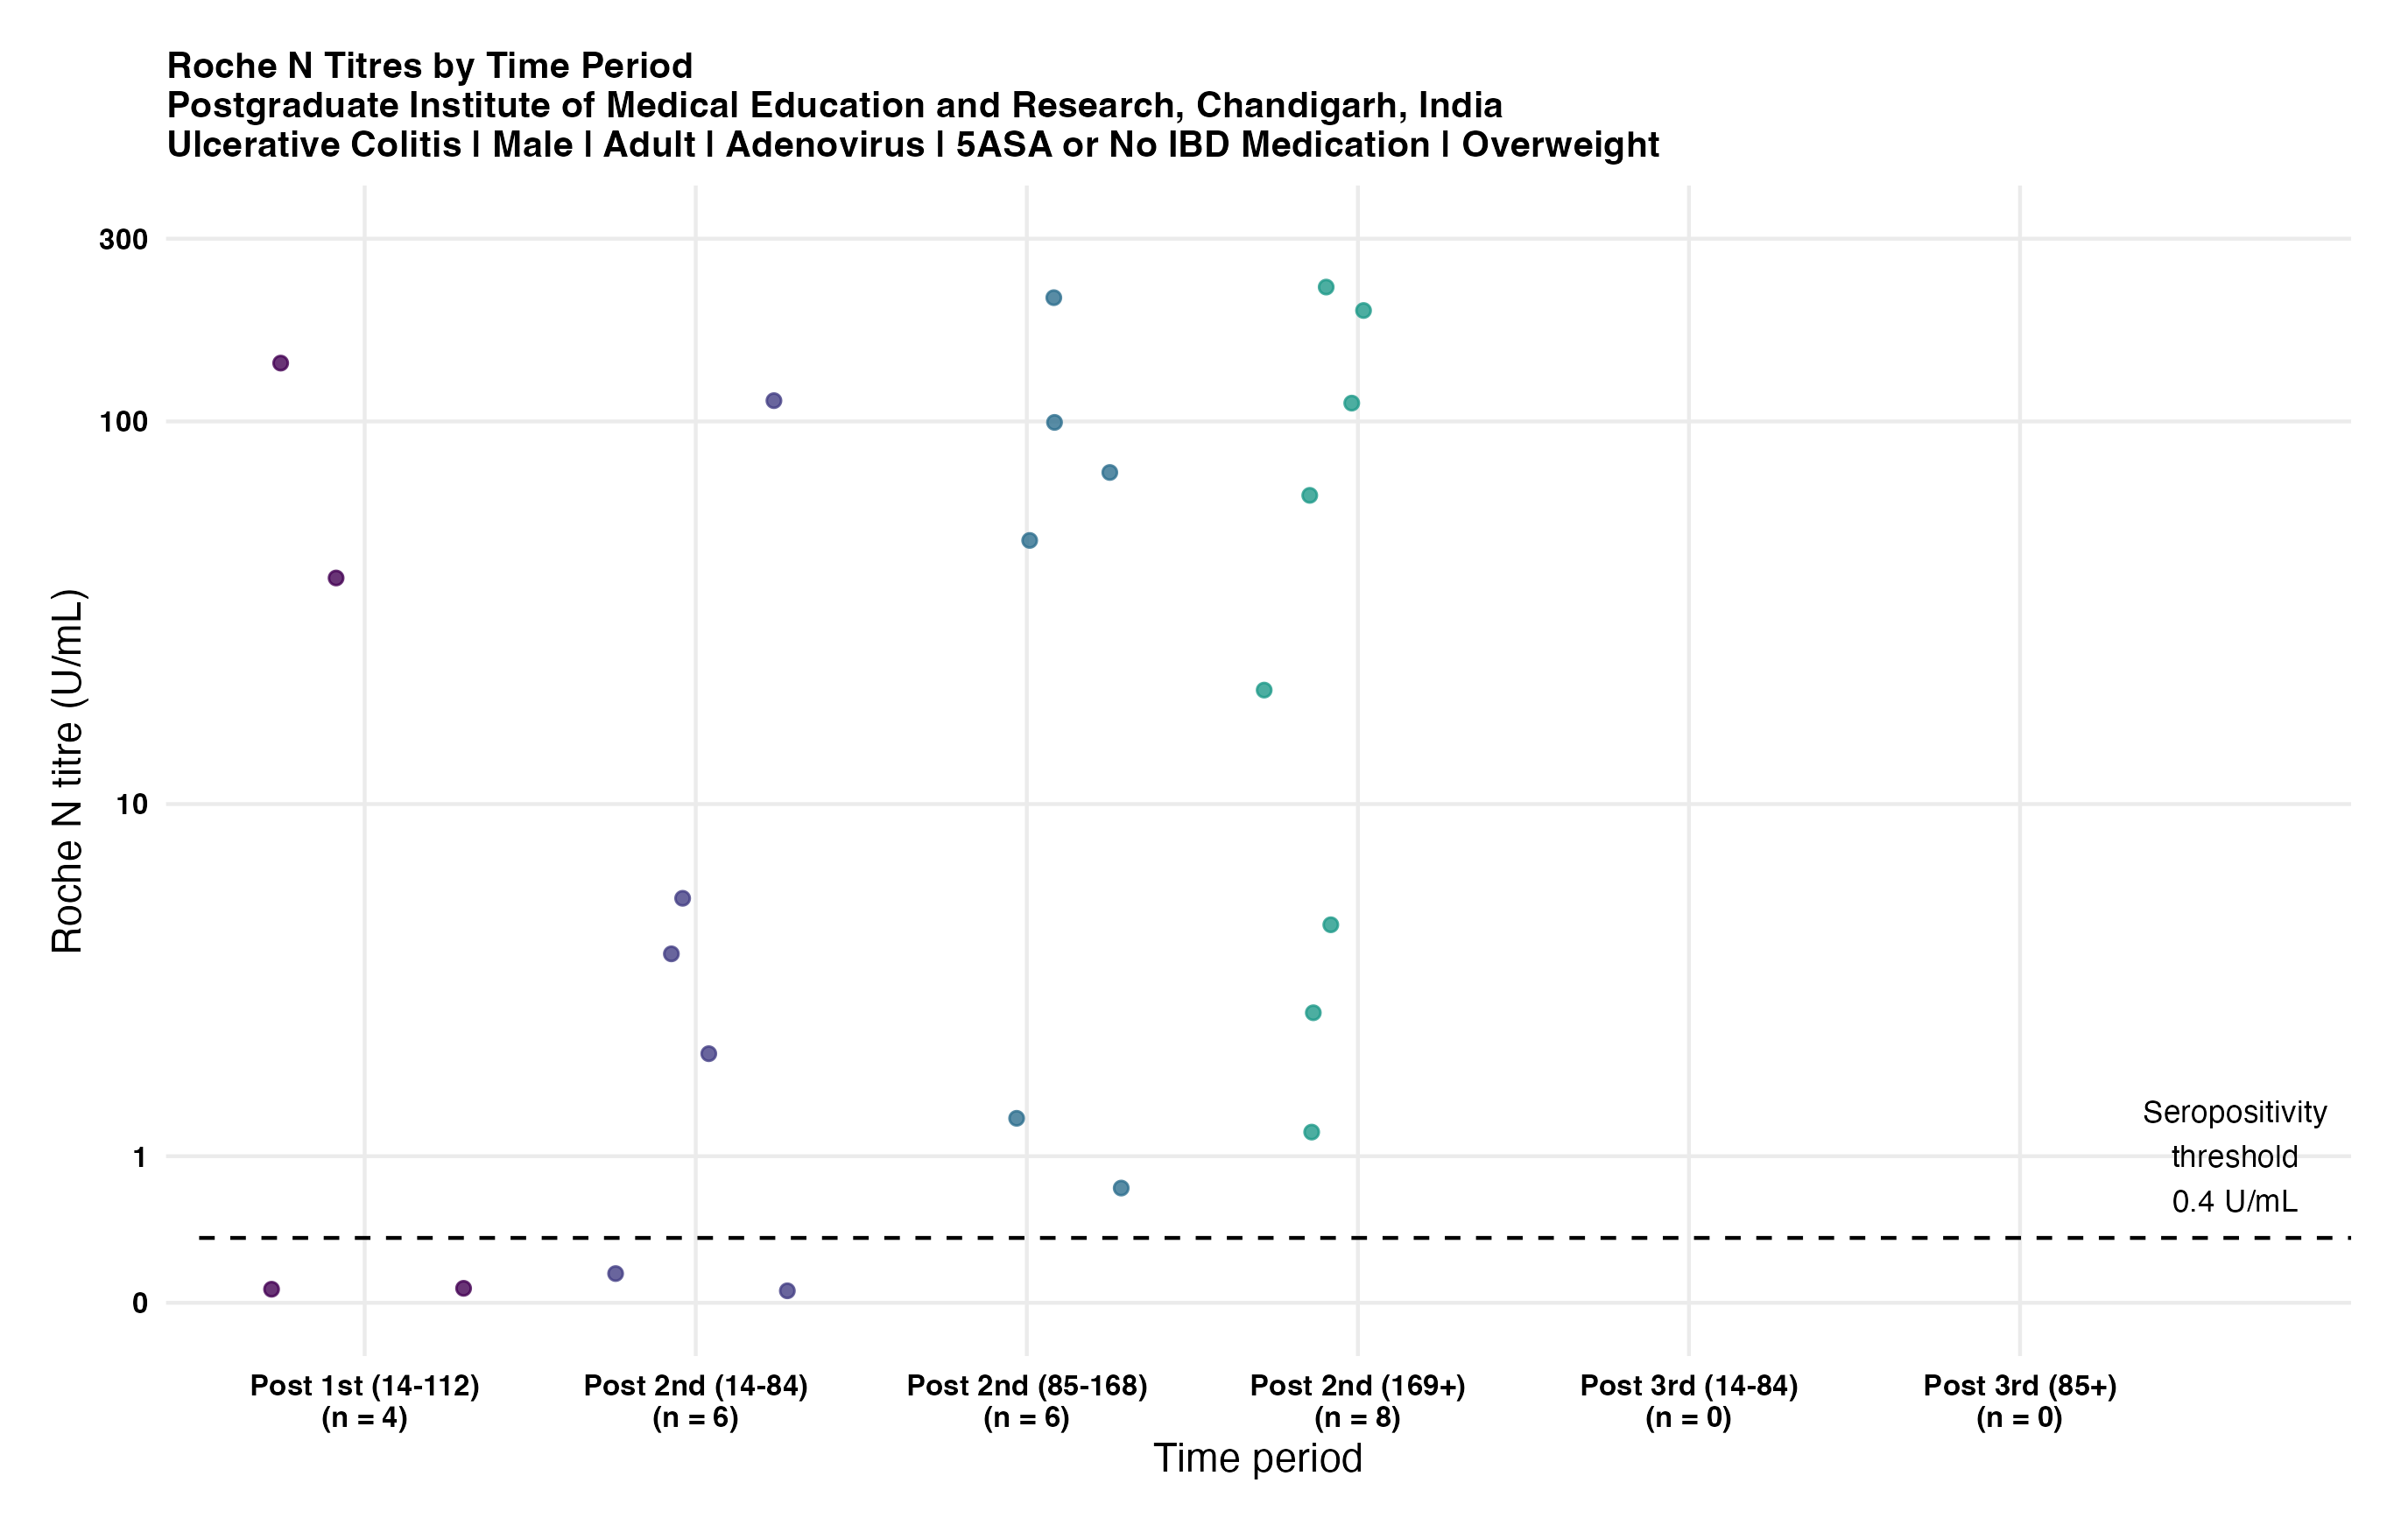 Roche N Titres by Time Period
Postgraduate Institute of Medical Education and Research, Chandigarh, India
Ulcerative Colitis | Male | Adult | Adenovirus | 5ASA or No IBD Medication | Overweight
300
100
10
1
0
Roche N titre (U/mL)
Seropositivity
threshold
0.4 U/mL
Post 1st (14-112)
(n = 4)
Post 2nd (14-84)
(n = 6)
Post 2nd (85-168)
(n = 6)
Post 2nd (169+)
(n = 8)
Post 3rd (14-84)
(n = 0)
Post 3rd (85+)
(n = 0)
Time period